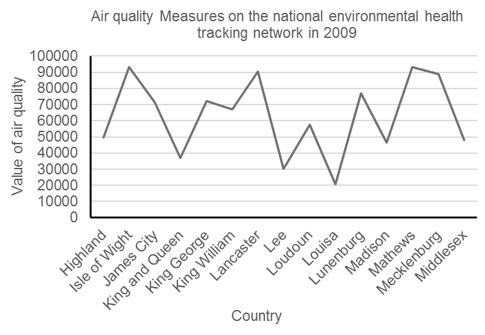 Air quality Measures on the national environmental health
tracking network in 2009
Value of air quality
100000
90000
80000
70000
60000
50000
40000
30000
20000
10000
0
Highland
Isle of Wight
James City
King and Queen
King George
King William
Lancaster
Lee
Loudoun
Louisa
Lunenburg
Madison
Mathews
Mecklenburg
Middlesex
Country